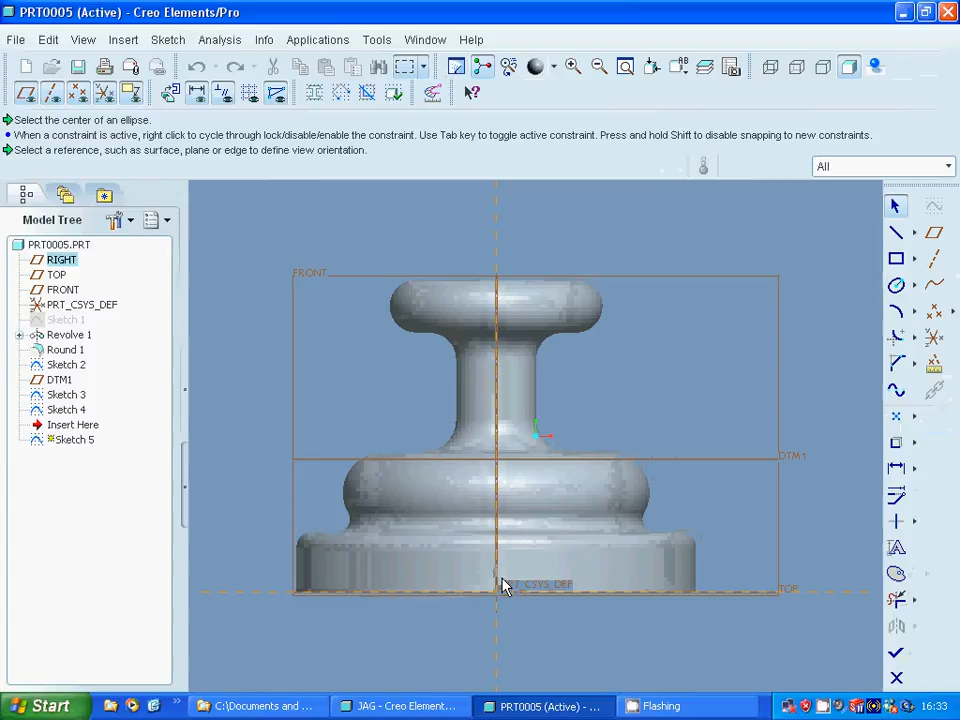 PRT0005 (Active) - Creo Elements/Pro
File Edit View Insert Sketch Analysis Info Applications Tools Window Help
Select the center of an ellipse.
When a constraint is active, right click to cycle through lock/disable/enable the constraint. Use Tab key to toggle active constraint. Press and hold Shift to disable snapping to new constraints.
Select a reference, such as surface, plane or edge to define view orientation.
All
Model Tree
PRT0005.PRT
RIGHT
TOP
FRONT
PRT_CSYS_DEF
Sketch 1
Revolve 1
Round 1
Sketch 2
DTM1
Sketch 3
Sketch 4
Insert Here
Sketch 5
FRONT
DTM1
PRT_CSYS_DEF
TOP
Start
C:\Documents and ...
JAG - Creo Element...
PRT0005 (Active) - ...
Flashing
16:33